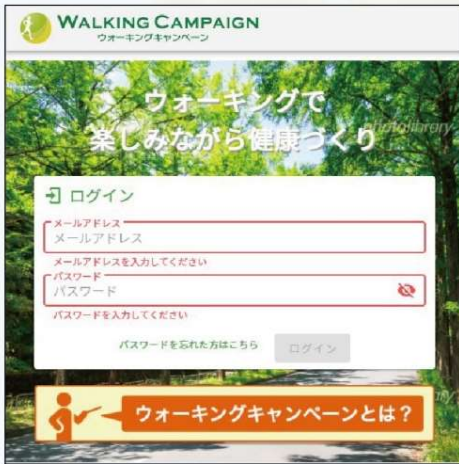 WALKING CAMPAIGN
ウォーキングキャンペーン
ウォーキングで
楽しみながら健康づくり
photolibrary
ログイン
メールアドレス
メールアドレス
メールアドレスを入力してください
パスワード
パスワード
パスワードを入力してください
パスワードを忘れた方はこちら
ログイン
ウォーキングキャンペーンとは？